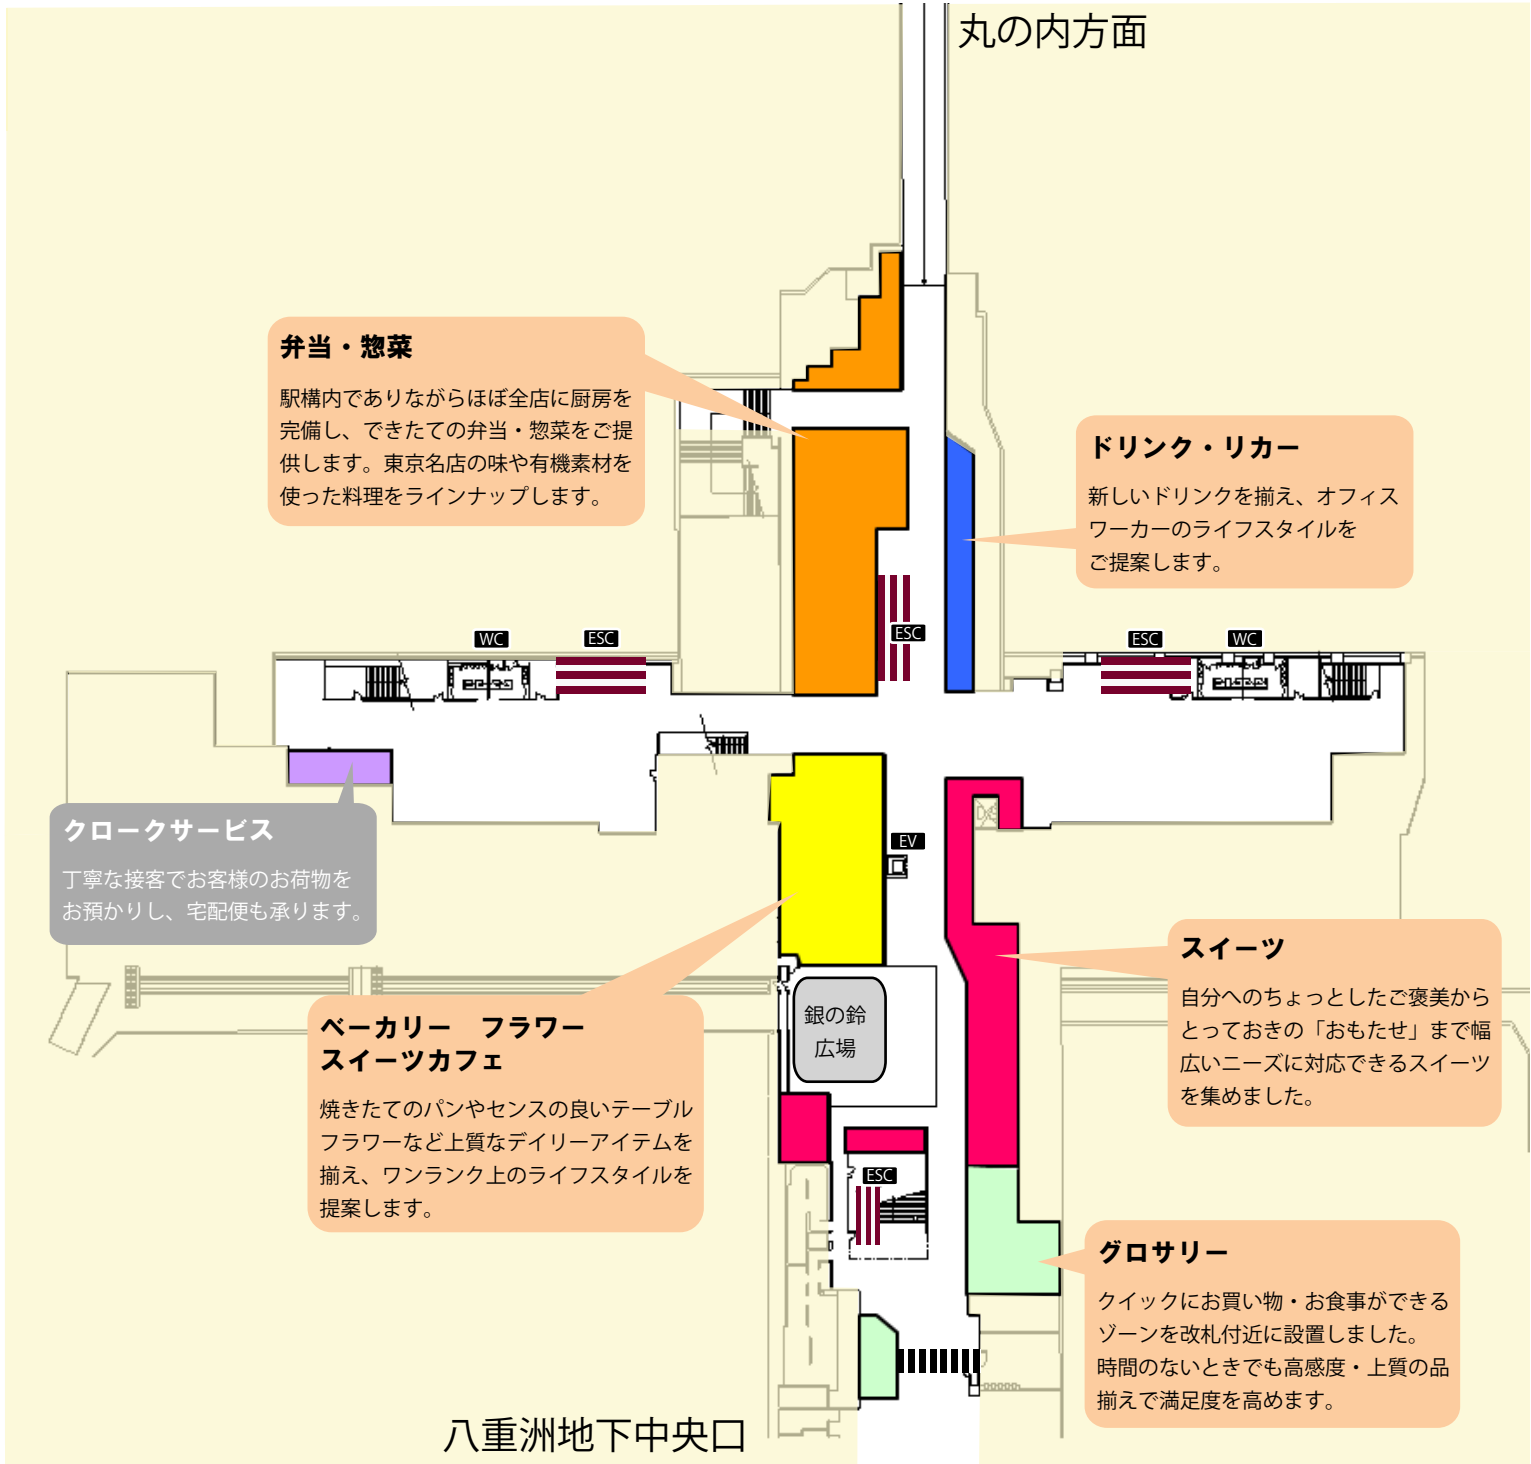 丸の内方面
弁当・惣菜
駅構内でありながらほぼ全店に厨房を
完備し、できたての弁当・惣菜をご提
供します。東京名店の味や有機素材を
使った料理をラインナップします。
ドリンク・リカー
新しいドリンクを揃え、オフィス
ワーカーのライフスタイルを
ご提案します。
WC
ESC
ESC
ESC
WC
クロークサービス
丁寧な接客でお客様のお荷物を
お預かりし、宅配便も承ります。
EV
スイーツ
自分へのちょっとしたご褒美から
とっておきの「おもたせ」まで幅
広いニーズに対応できるスイーツ
を集めました。
銀の鈴
広場
ベーカリー　フラワー
スイーツカフェ
焼きたてのパンやセンスの良いテーブル
フラワーなど上質なデイリーアイテムを
揃え、ワンランク上のライフスタイルを
提案します。
ESC
グロサリー
クイックにお買い物・お食事ができる
ゾーンを改札付近に設置しました。
時間のないときでも高感度・上質の品
揃えで満足度を高めます。
八重洲地下中央口